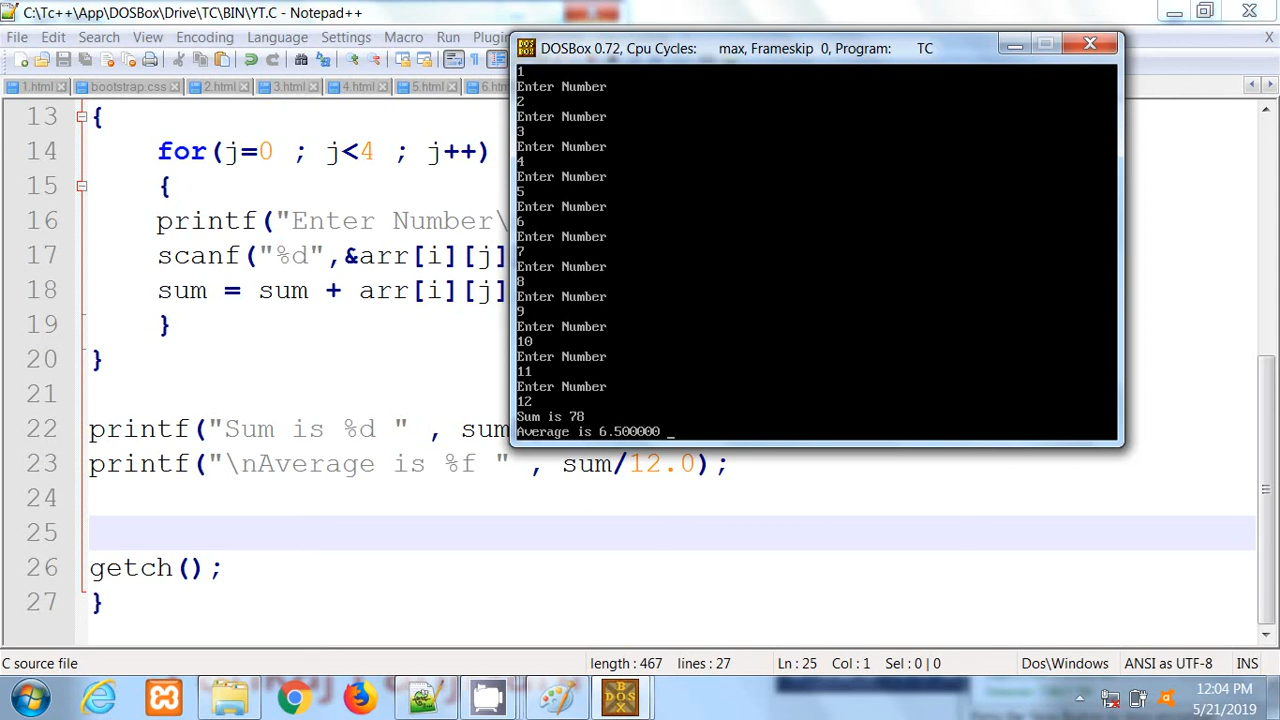 C:\Tc++\App\DOSBox\Drive\TC\BIN\YT.C - Notepad++
File Edit Search View Encoding Language Settings Macro Run Plugin
X
1.html bootstrap.css 2.html 3.html 4.html 5.html 6.htm
DOSBox 0.72, Cpu Cycles: max, Frameskip 0, Program: TC
1
Enter Number
2
Enter Number
3
Enter Number
4
Enter Number
5
Enter Number
6
Enter Number
7
Enter Number
8
Enter Number
9
Enter Number
10
Enter Number
11
Enter Number
12
Sum is 78
Average is 6.500000 _
13 {
14 for(j=0 ; j<4 ; j++)
15 {
16 printf("Enter Number\
17 scanf("%d",&arr[i][j]
18 sum = sum + arr[i][j]
19 }
20 }
21
22 printf("Sum is %d " , sum
23 printf("\nAverage is %f " , sum/12.0);
24
25
26 getch();
27 }
C source file length : 467 lines : 27 Ln : 25 Col : 1 Sel : 0 | 0 Dos\Windows ANSI as UTF-8 INS
DOS BOX
12:04 PM
5/21/2019